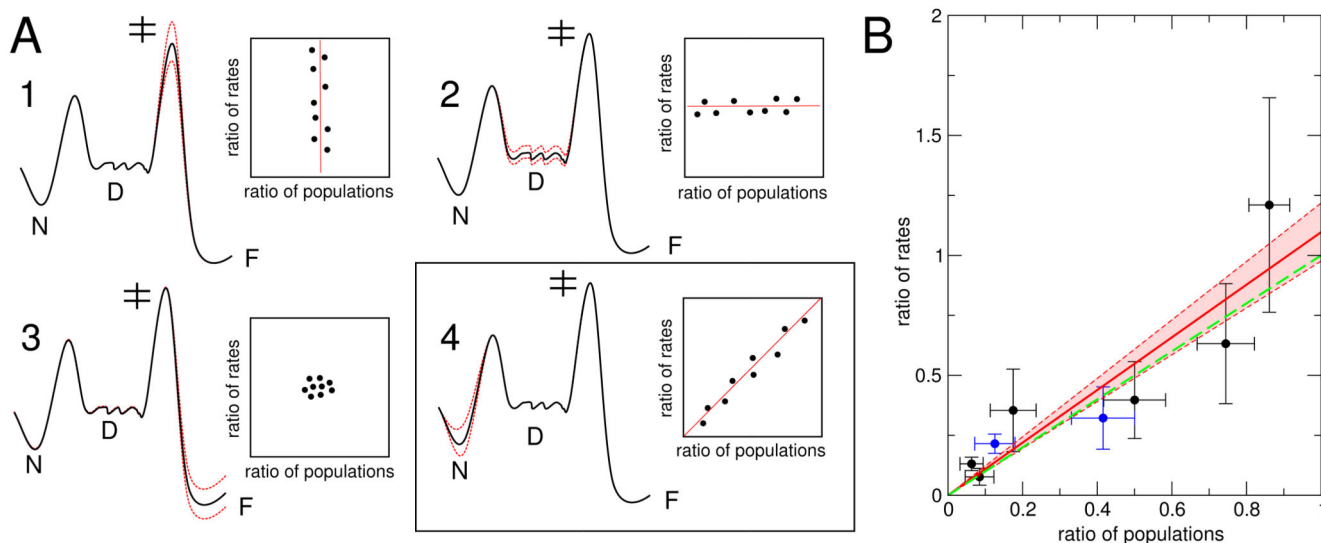 A
1
ǂ
N
D
F
ratio of rates
ratio of populations
2
ǂ
N
D
F
ratio of rates
ratio of populations
3
ǂ
N
D
F
ratio of rates
ratio of populations
4
ǂ
N
D
F
ratio of rates
ratio of populations
B
2
1.5
1
0.5
0
ratio of rates
0 0.2 0.4 0.6 0.8 1
ratio of populations